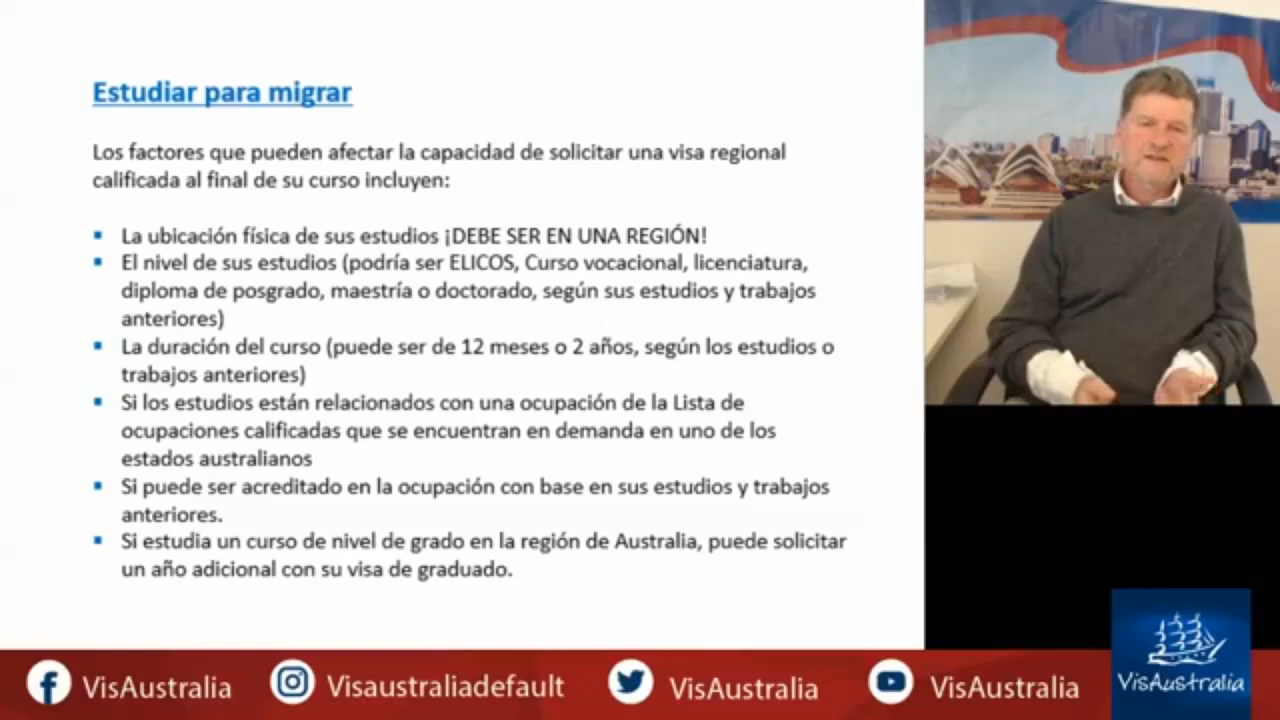 Estudiar para migrar
Los factores que pueden afectar la capacidad de solicitar una visa regional
calificada al final de su curso incluyen:
La ubicación física de sus estudios ¡DEBE SER EN UNA REGIÓN!
El nivel de sus estudios (podría ser ELICOS, Curso vocacional, licenciatura,
diploma de posgrado, maestría o doctorado, según sus estudios y trabajos
anteriores)
La duración del curso (puede ser de 12 meses o 2 años, según los estudios o
trabajos anteriores)
Si los estudios están relacionados con una ocupación de la Lista de
ocupaciones calificadas que se encuentran en demanda en uno de los
estados australianos
Si puede ser acreditado en la ocupación con base en sus estudios y trabajos
anteriores.
Si estudia un curso de nivel de grado en la región de Australia, puede solicitar
un año adicional con su visa de graduado.
VisAustralia
Visaustraliadefault
VisAustralia
VisAustralia
VisAustralia